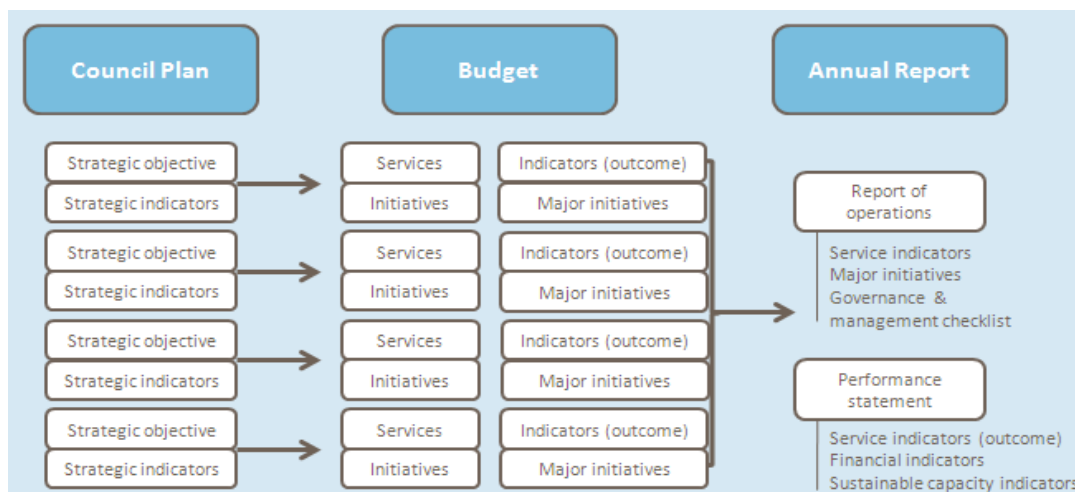 Council Plan
Budget
Annual Report
Strategic objective
Strategic indicators
Services
Initiatives
Indicators (outcome)
Major initiatives
Strategic objective
Strategic indicators
Services
Initiatives
Indicators (outcome)
Major initiatives
Strategic objective
Strategic indicators
Services
Initiatives
Indicators (outcome)
Major initiatives
Strategic objective
Strategic indicators
Services
Initiatives
Indicators (outcome)
Major initiatives
Report of
operations
Service indicators
Major initiatives
Governance &
management checklist
Performance
statement
Service indicators (outcome)
Financial indicators
Sustainable capacity indicators